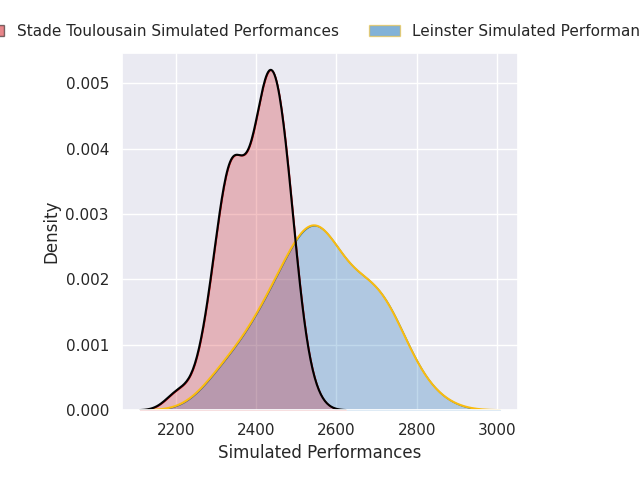 Stade Toulousain Simulated Performances
Leinster Simulated Performan
0.005
0.004
0.003
0.002
0.001
0.000
Density
2200 2400 2600 2800 3000
Simulated Performances